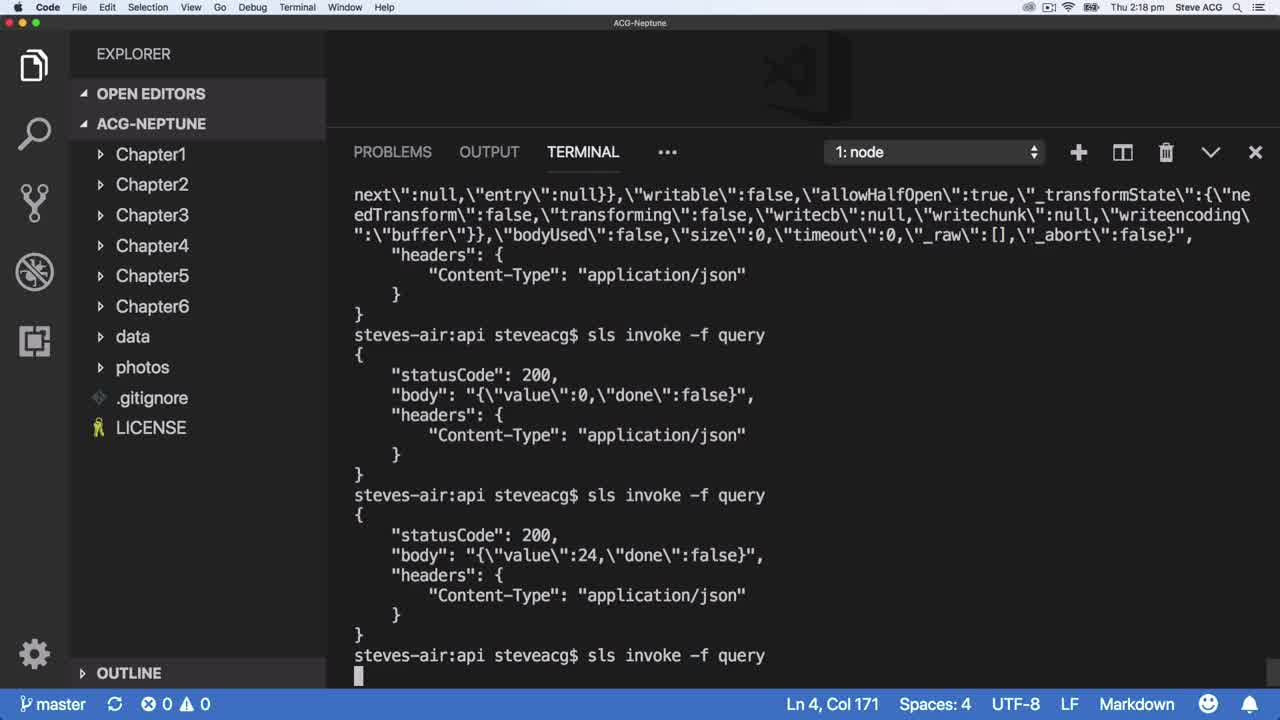 Code File Edit Selection View Go Debug Terminal Window Help Thu 2:18 pm Steve ACG
ACG-Neptune
EXPLORER
OPEN EDITORS
ACG-NEPTUNE
Chapter1
Chapter2
Chapter3
Chapter4
Chapter5
Chapter6
data
photos
.gitignore
LICENSE
OUTLINE
PROBLEMS OUTPUT TERMINAL ••• 1: node
next\":null,\"entry\":null}},\"writable\":false,\"allowHalfOpen\":true,\"_transformState\":{\"ne
edTransform\":false,\"transforming\":false,\"writecb\":null,\"writechunk\":null,\"writeencoding\
":\"buffer\"}},\"bodyUsed\":false,\"size\":0,\"timeout\":0,\"_raw\":[],\"_abort\":false}",
"headers": {
"Content-Type": "application/json"
}
}
steves-air:api steveacg$ sls invoke -f query
{
"statusCode": 200,
"body": "{\"value\":0,\"done\":false}",
"headers": {
"Content-Type": "application/json"
}
}
steves-air:api steveacg$ sls invoke -f query
{
"statusCode": 200,
"body": "{\"value\":24,\"done\":false}",
"headers": {
"Content-Type": "application/json"
}
}
steves-air:api steveacg$ sls invoke -f query
master 0 0 Ln 4, Col 171 Spaces: 4 UTF-8 LF Markdown